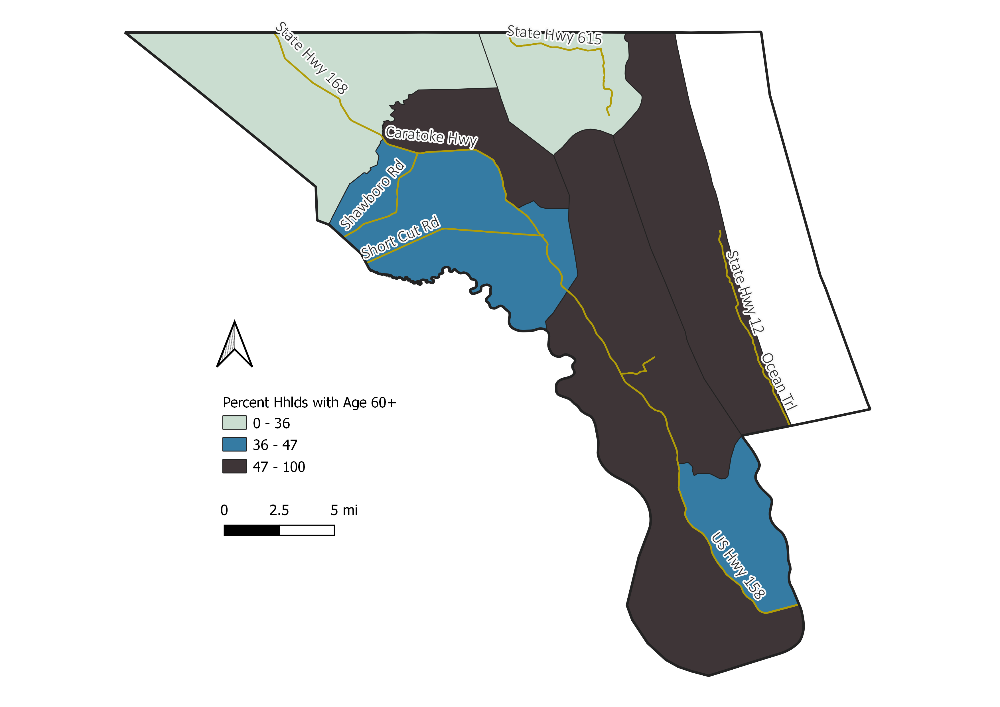 State Hwy 168
State Hwy 615
Caratoke Hwy
Shawboro Rd
Short Cut Rd
State Hwy 12
Ocean Trl
US Hwy 158
Percent Hhlds with Age 60+
0 - 36
36 - 47
47 - 100
0 2.5 5 mi